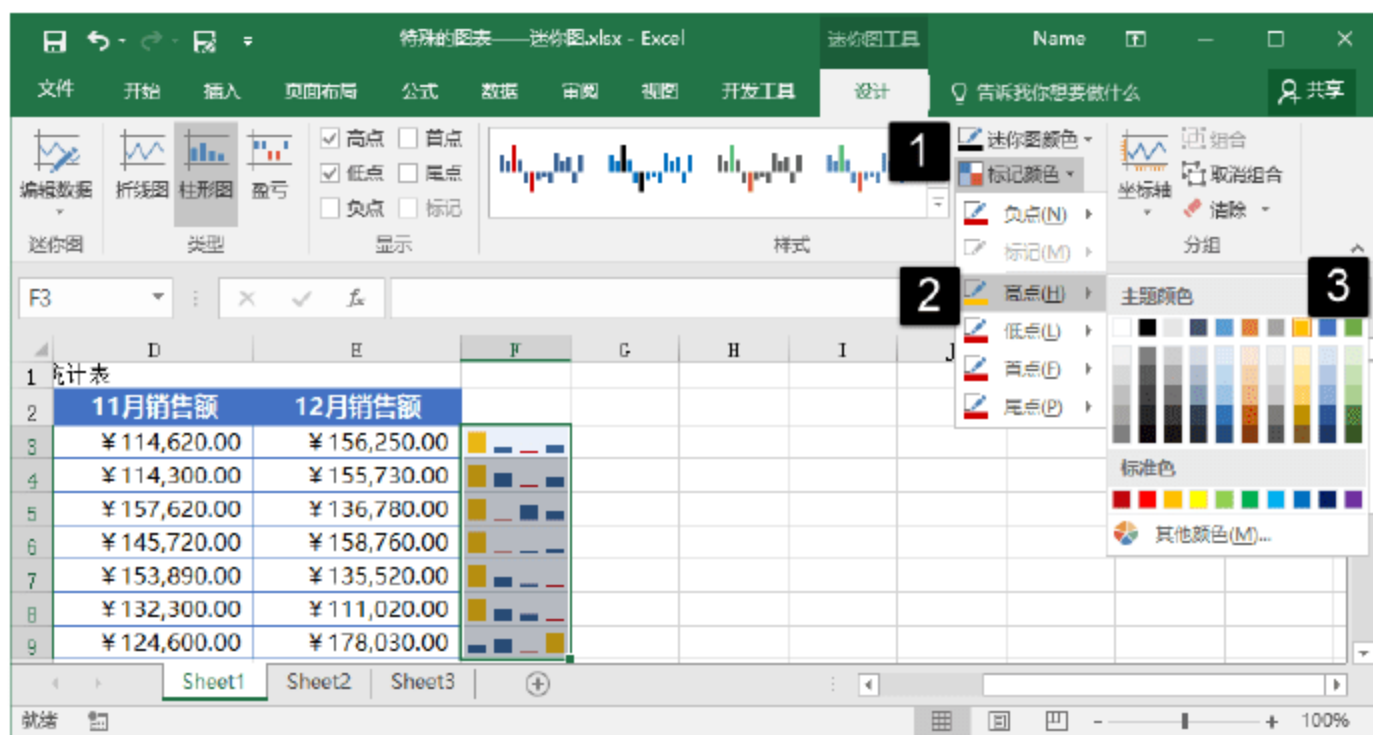 特殊的图表——迷你图.xlsx - Excel 迷你图工具 Name
文件 开始 插入 页面布局 公式 数据 审阅 视图 开发工具 设计 告诉我你想要做什么 共享
高点 首点 1 迷你图颜色 组合
编辑数据 折线图 柱形图 盈亏 低点 尾点 标记颜色 坐标轴 取消组合
负点 标记 负点(N) 清除
迷你图 类型 显示 样式 标记(M) 分组
F3 fx 2 高点(H) 主题颜色 3
低点(L)
D E F G H I J
首点(F)
1 统计表
尾点(P)
2 11月销售额 12月销售额
3 ¥114,620.00 ¥156,250.00
标准色
4 ¥114,300.00 ¥155,730.00
5 ¥157,620.00 ¥136,780.00
其他颜色(M)...
6 ¥145,720.00 ¥158,760.00
7 ¥153,890.00 ¥135,520.00
8 ¥132,300.00 ¥111,020.00
9 ¥124,600.00 ¥178,030.00
Sheet1 Sheet2 Sheet3
就绪 100%